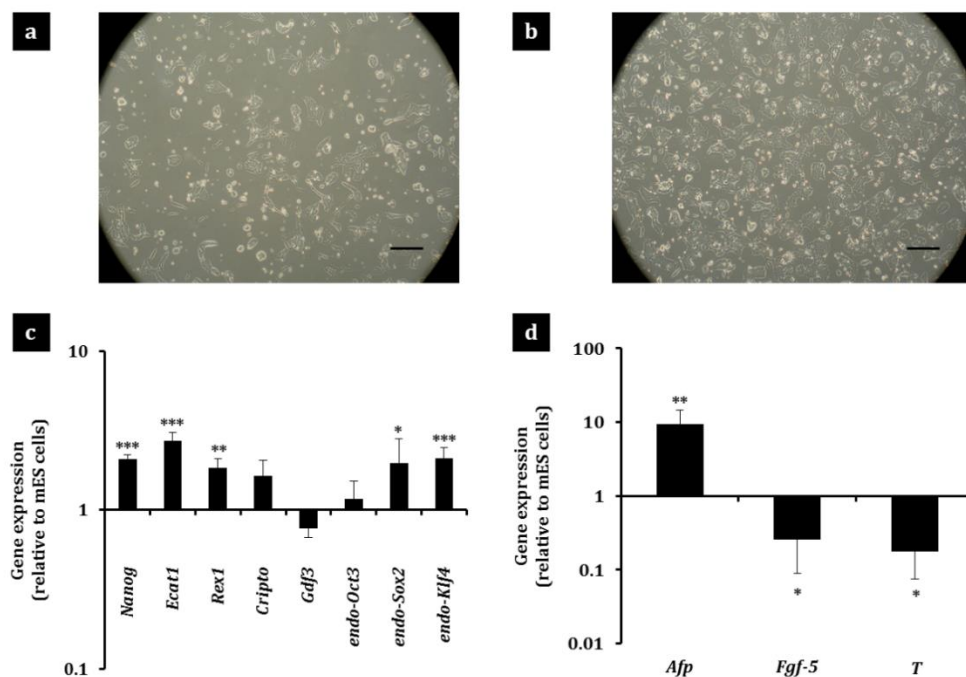 a
b
c
10
1
0.1
Gene expression
(relative to mES cells)
***
***
**
*
***
Nanog
Ecat1
Rex1
Cripto
Gdf3
endo-Oct3
endo-Sox2
endo-Klf4
d
100
10
1
0.1
0.01
Gene expression
(relative to mES cells)
**
*
*
Afp
Fgf-5
T